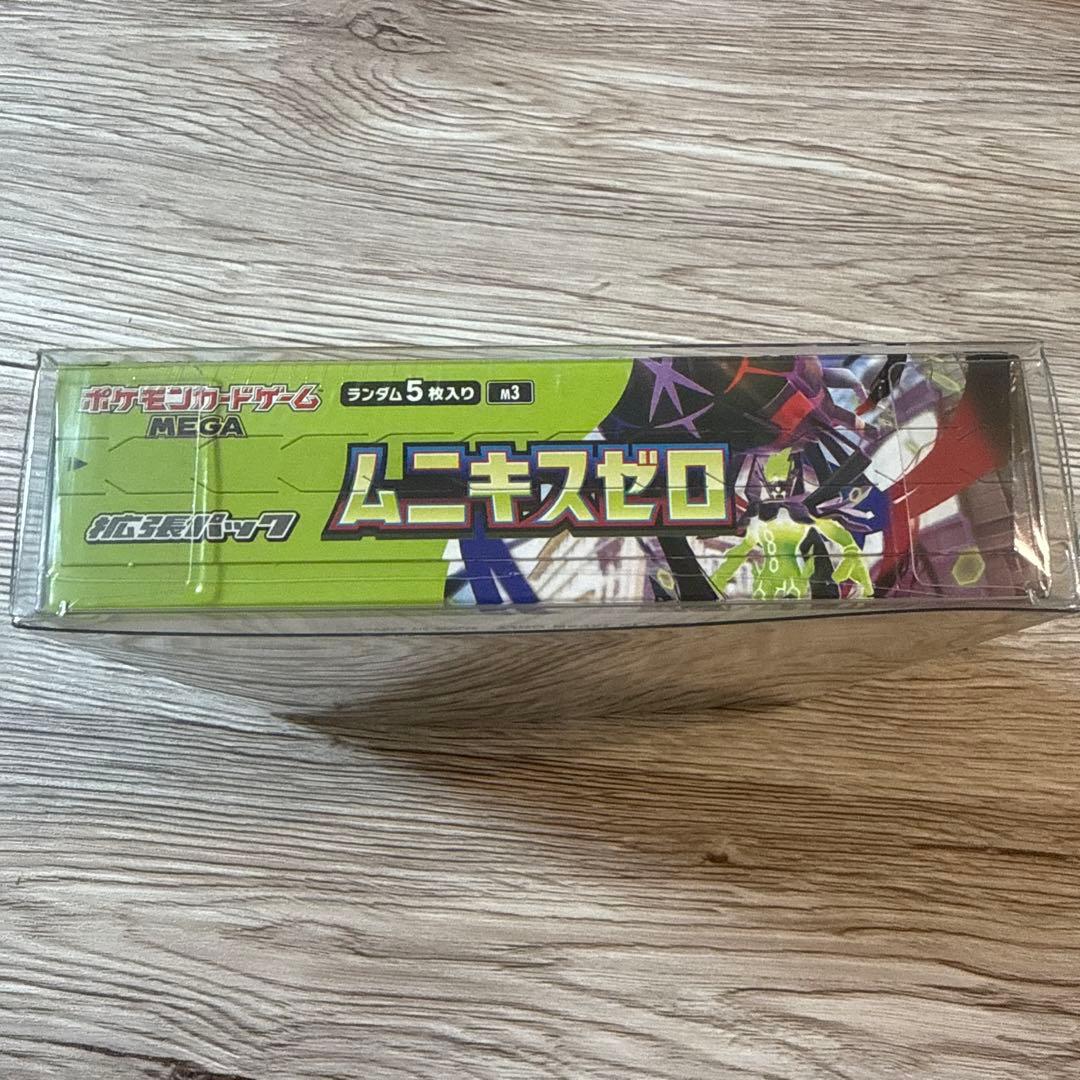 ポケモンカードゲーム
MEGA
ランダム5枚入り
M3
拡張パック
ムニキスゼロ